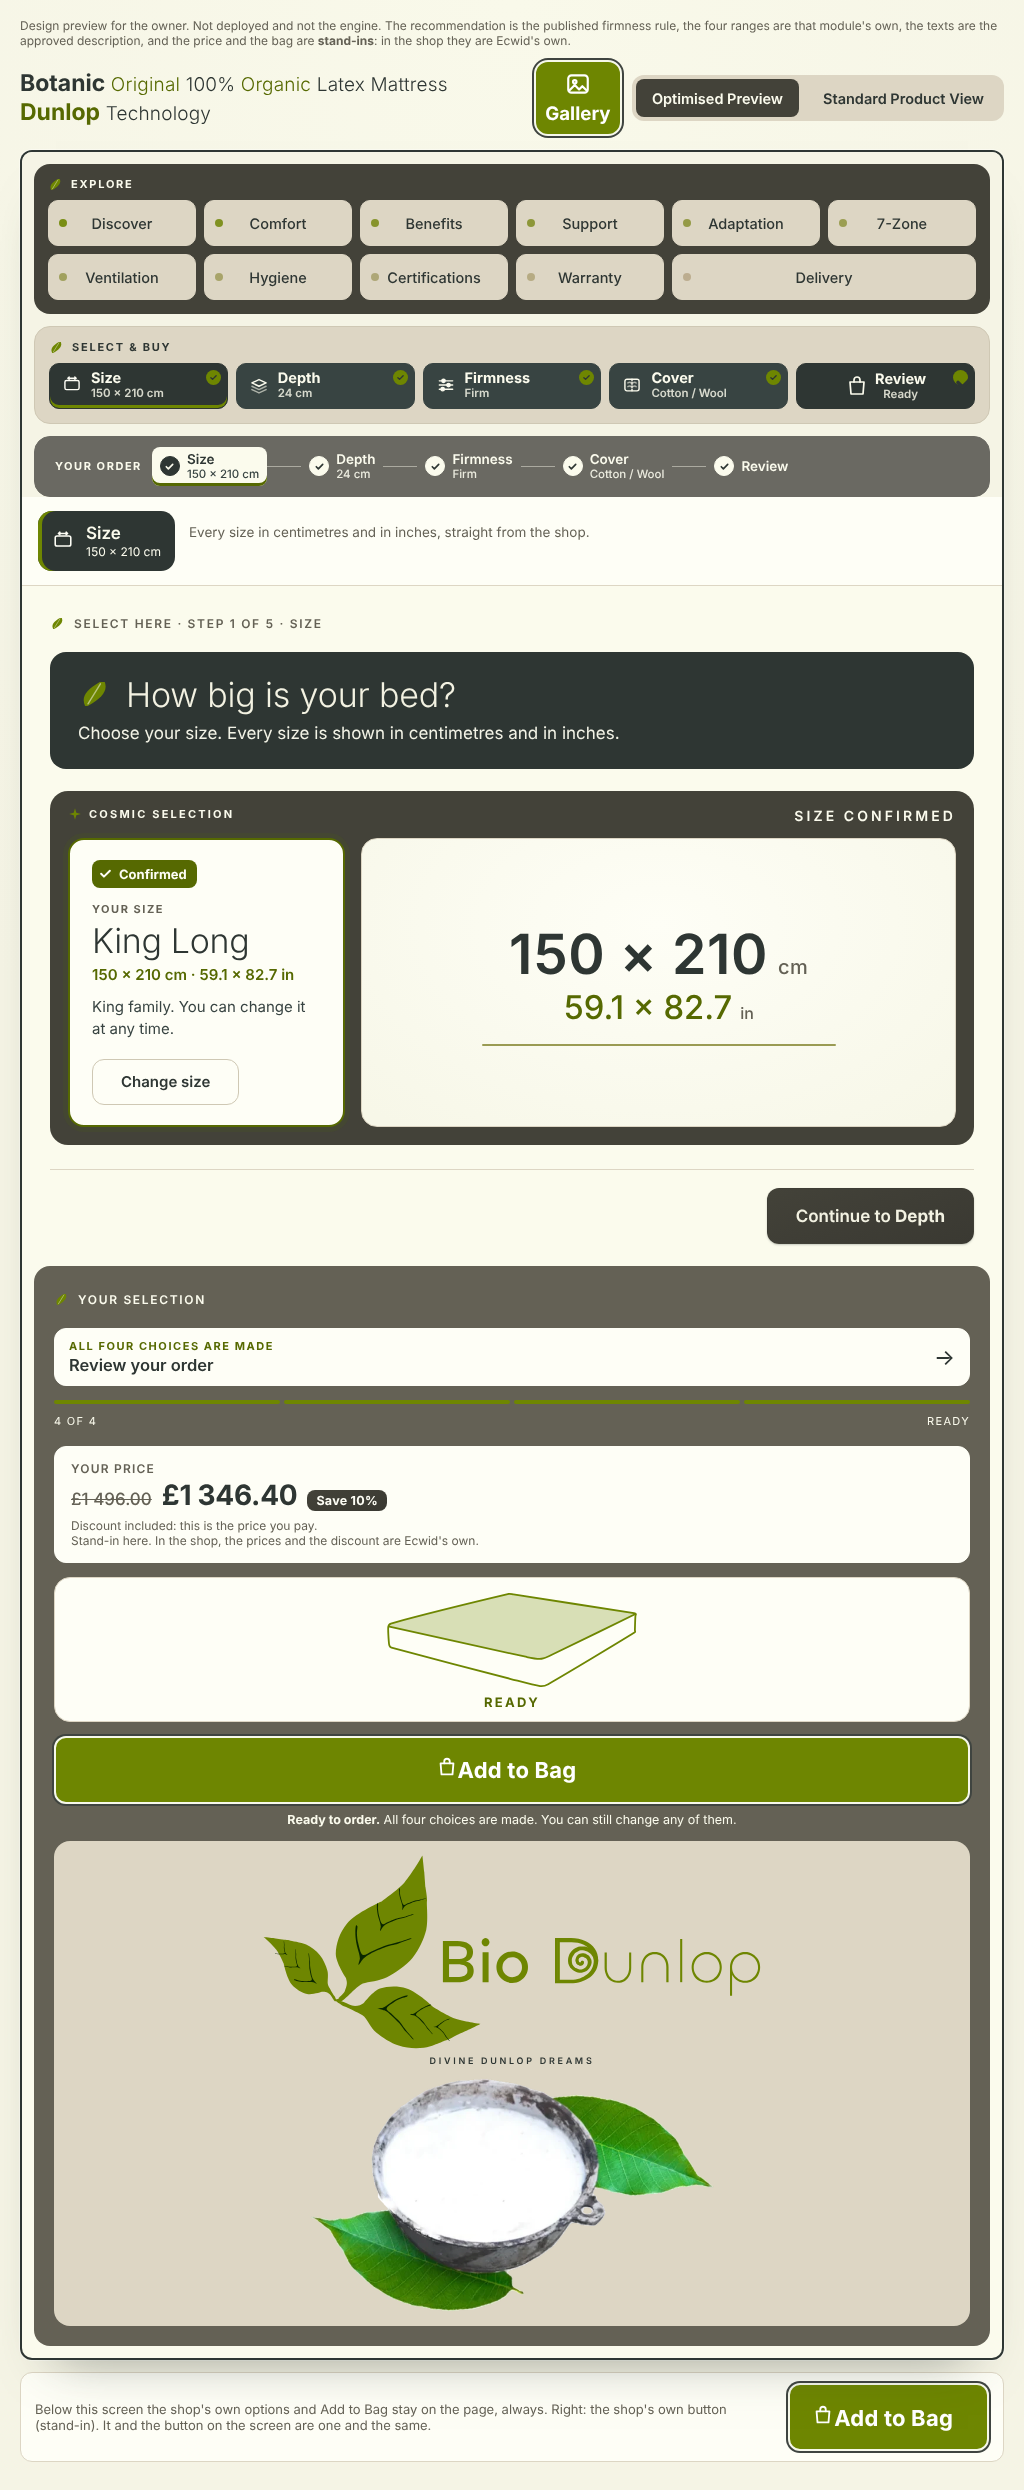 Design preview for the owner. Not deployed and not the engine. The recommendation is the published firmness rule, the four ranges are that module's own, the texts are the
approved description, and the price and the bag are stand-ins: in the shop they are Ecwid's own.
Botanic Original 100% Organic Latex Mattress
Dunlop Technology
Gallery
Optimised Preview
Standard Product View
EXPLORE
Discover
Comfort
Benefits
Support
Adaptation
7-Zone
Ventilation
Hygiene
Certifications
Warranty
Delivery
SELECT & BUY
Size
150 × 210 cm
Depth
24 cm
Firmness
Firm
Cover
Cotton / Wool
Review
Ready
YOUR ORDER
Size
150 × 210 cm
Depth
24 cm
Firmness
Firm
Cover
Cotton / Wool
Review
Size
150 × 210 cm
Every size in centimetres and in inches, straight from the shop.
SELECT HERE · STEP 1 OF 5 · SIZE
How big is your bed?
Choose your size. Every size is shown in centimetres and in inches.
COSMIC SELECTION
SIZE CONFIRMED
Confirmed
YOUR SIZE
King Long
150 × 210 cm · 59.1 × 82.7 in
King family. You can change it
at any time.
Change size
150 × 210 cm
59.1 × 82.7 in
Continue to Depth
YOUR SELECTION
ALL FOUR CHOICES ARE MADE
Review your order
4 OF 4
READY
YOUR PRICE
£1 496.00 £1 346.40 Save 10%
Discount included: this is the price you pay.
Stand-in here. In the shop, the prices and the discount are Ecwid's own.
READY
Add to Bag
Ready to order. All four choices are made. You can still change any of them.
Bio Dunlop
DIVINE DUNLOP DREAMS
Below this screen the shop's own options and Add to Bag stay on the page, always. Right: the shop's own button
(stand-in). It and the button on the screen are one and the same.
Add to Bag